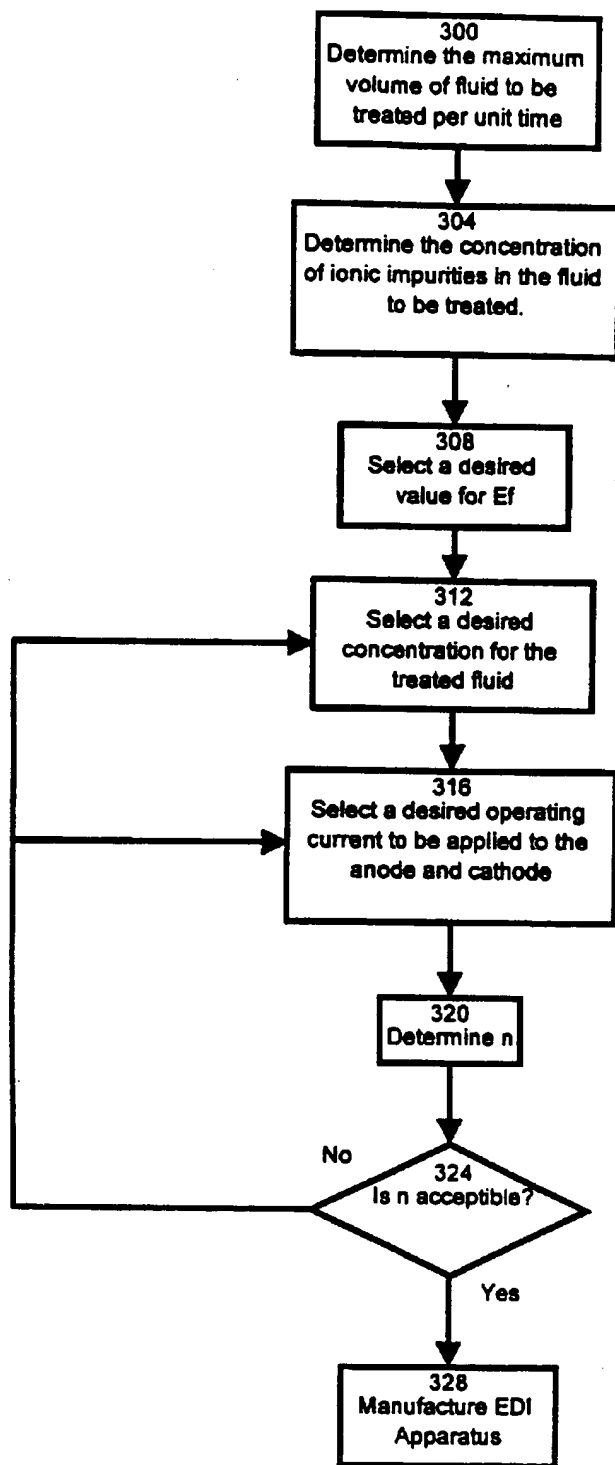 300
Determine the maximum
volume of fluid to be
treated per unit time
304
Determine the concentration
of ionic impurities in the fluid
to be treated.
308
Select a desired
value for Ef
312
Select a desired
concentration for the
treated fluid
316
Select a desired operating
current to be applied to the
anode and cathode
320
Determine n
No
324
Is n acceptible?
Yes
328
Manufacture EDI
Apparatus